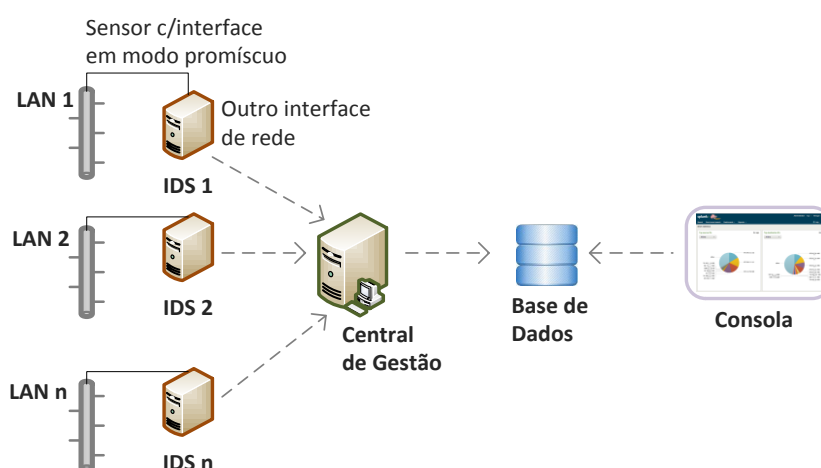 Sensor c/interface
em modo promíscuo
LAN 1
Outro interface
de rede
IDS 1
LAN 2
IDS 2
Central
de Gestão
Base de
Dados
Consola
LAN n
IDS n